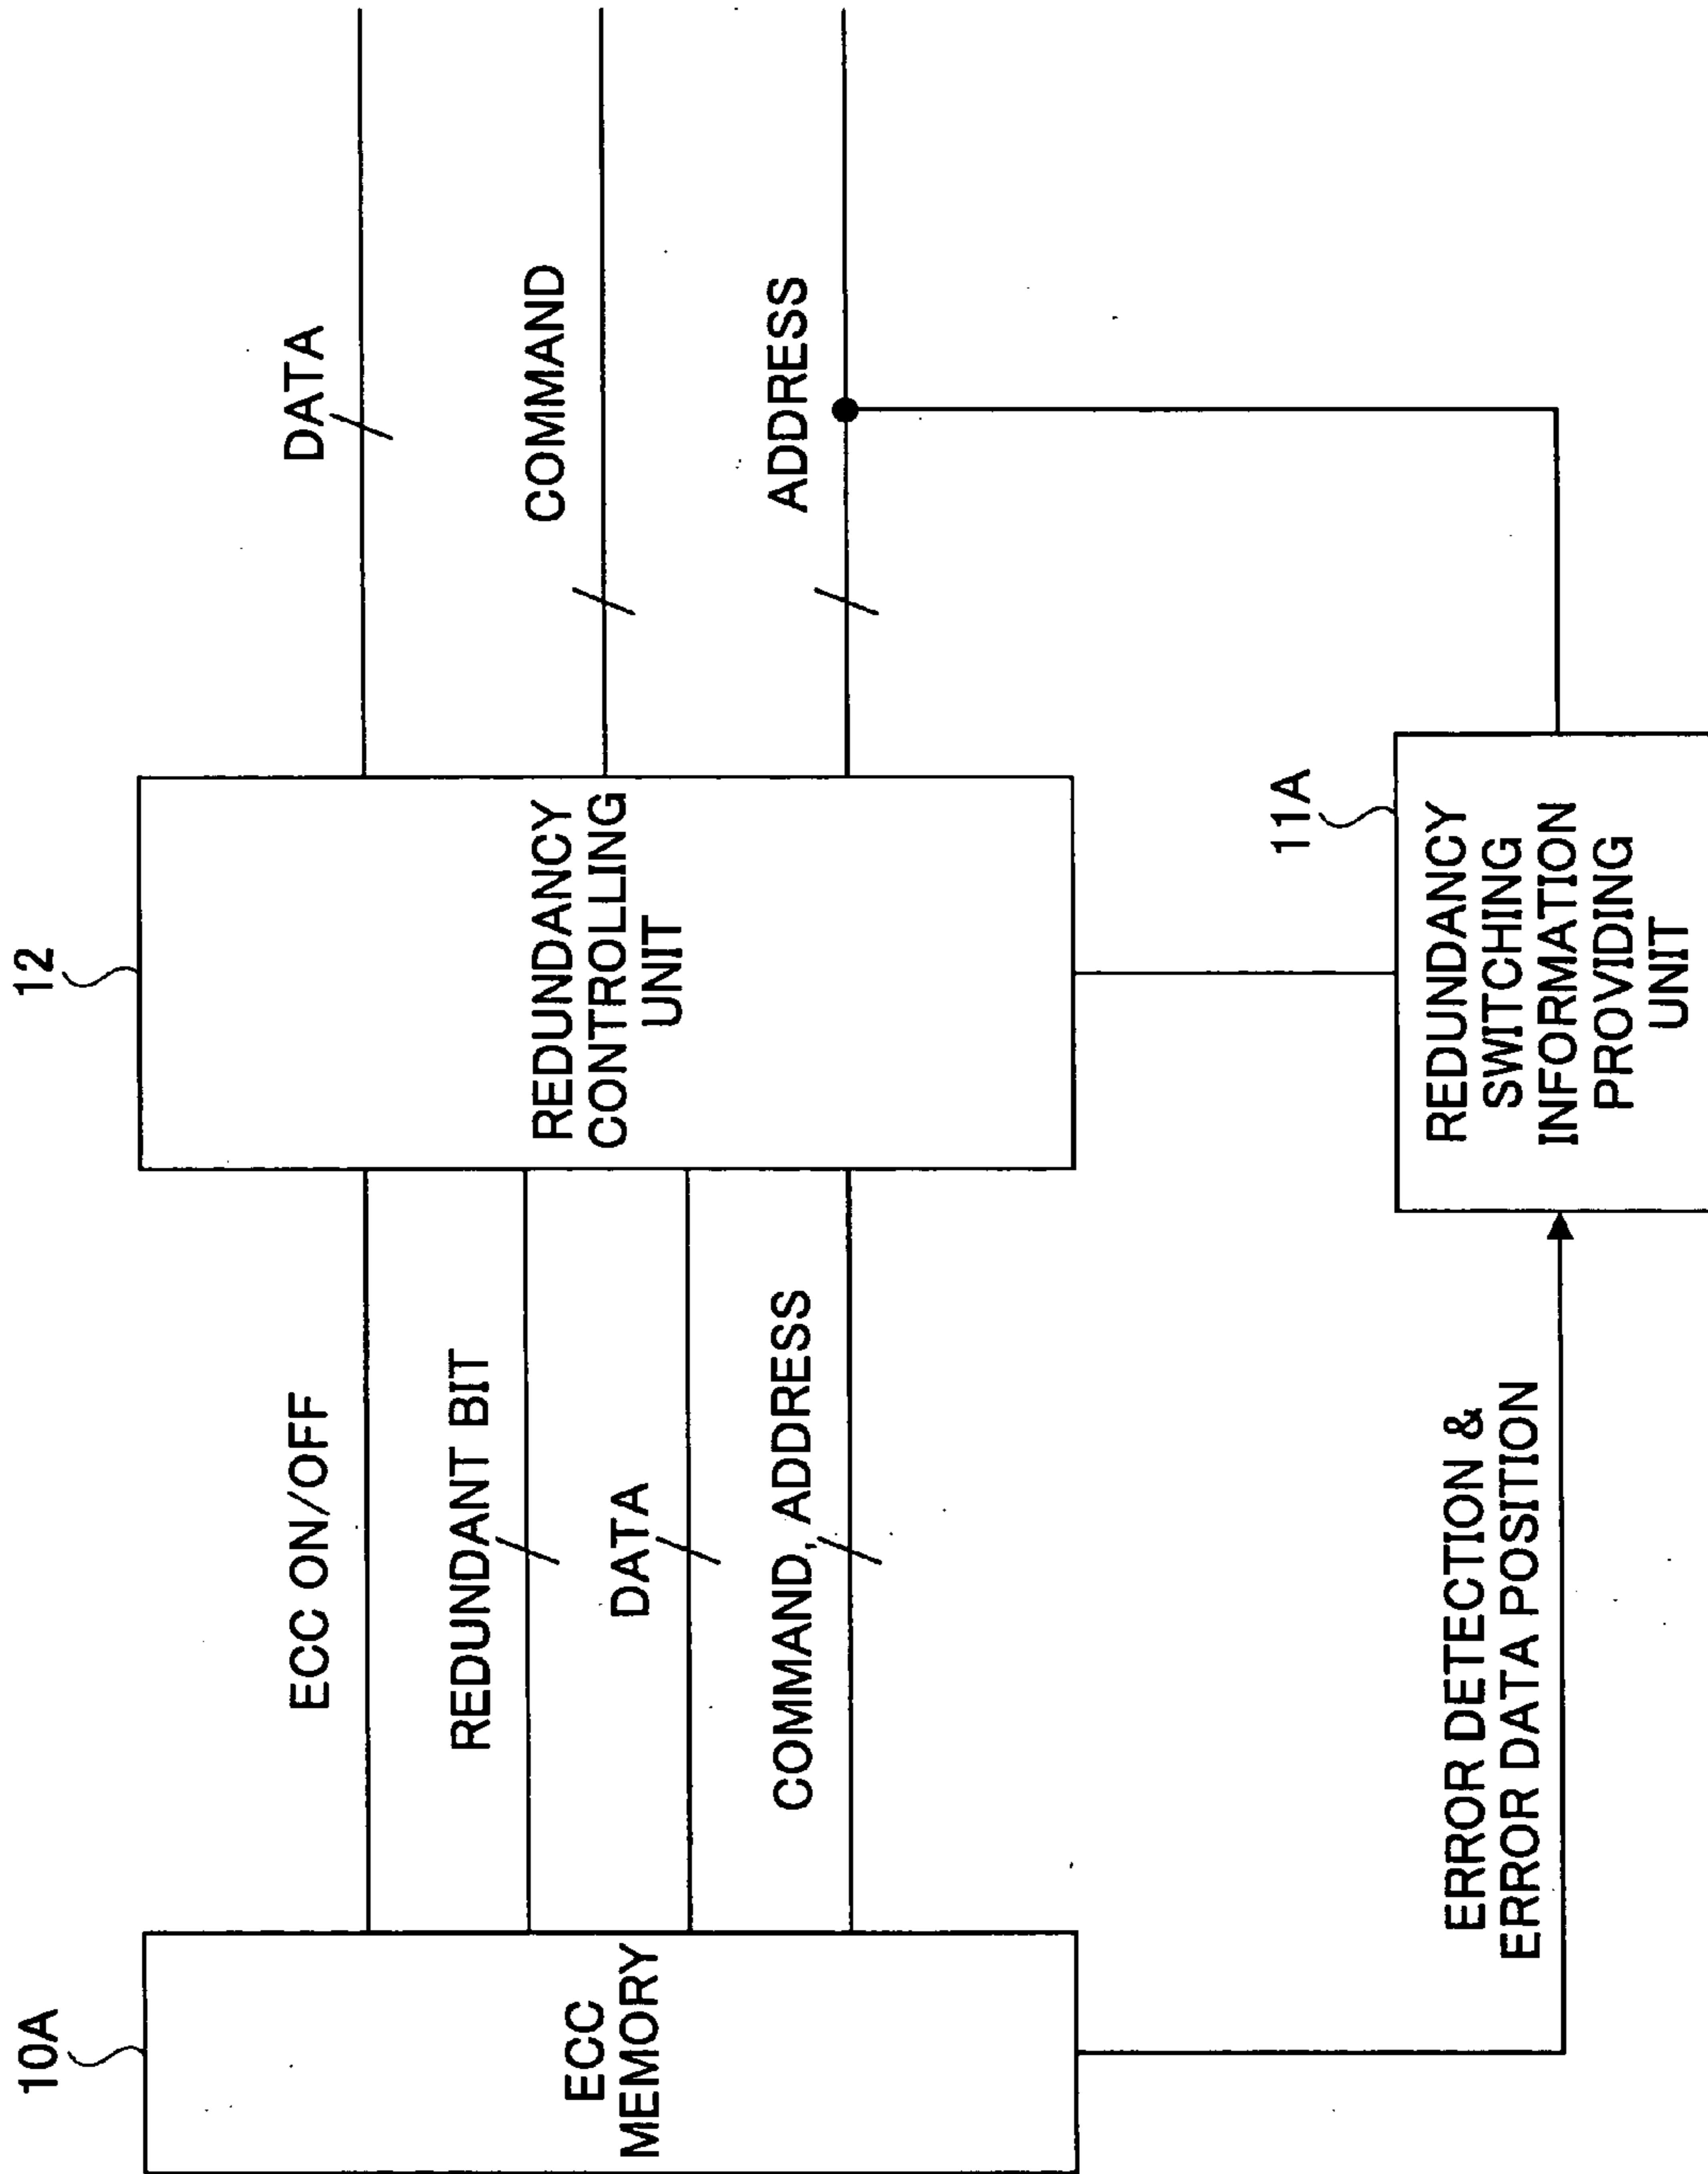 10A
ECC
MEMORY
ECC ON/OFF
REDUNDANT BIT
DATA
COMMAND, ADDRESS
12
REDUNDANCY
CONTROLLING
UNIT
DATA
COMMAND
ADDRESS
ERROR DETECTION &
ERROR DATA POSITION
11A
REDUNDANCY
SWITCHING
INFORMATION
PROVIDING
UNIT